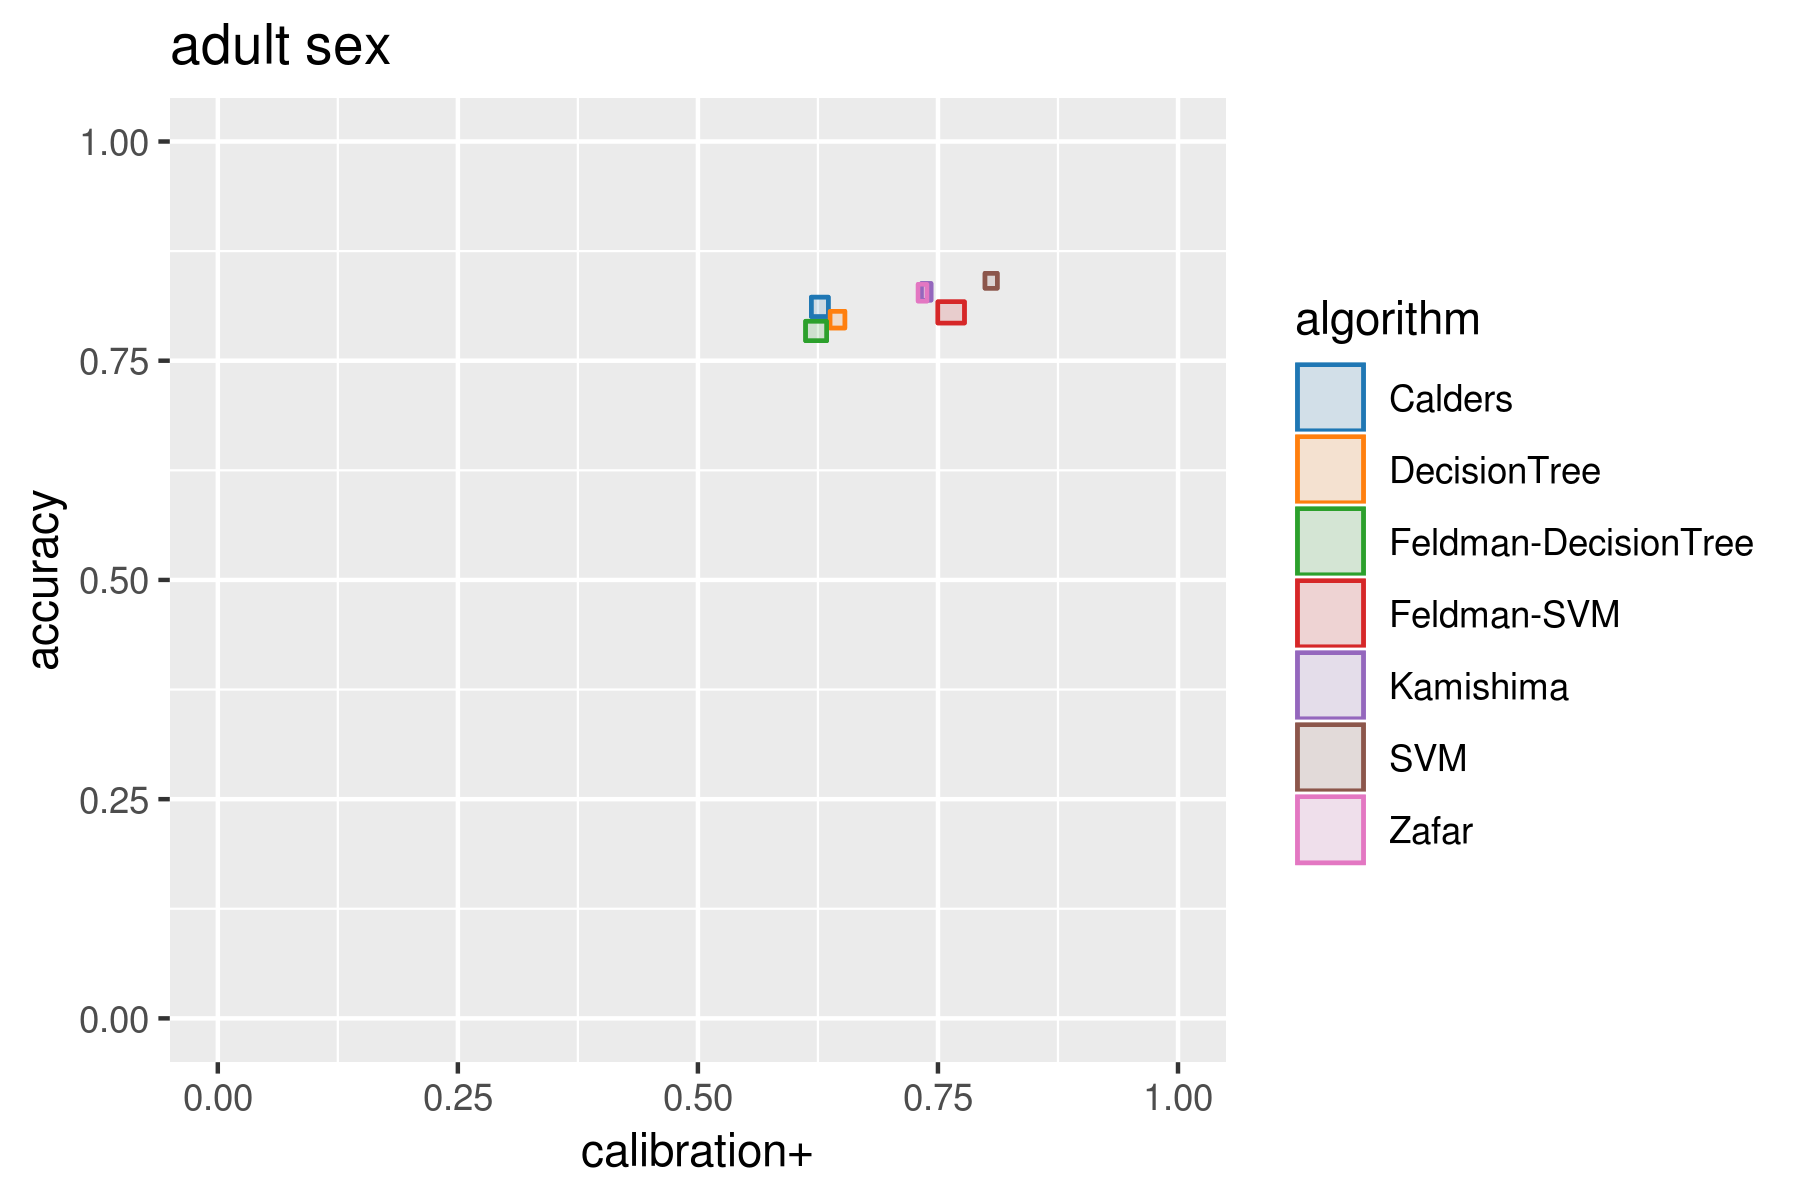 adult sex
1.00
0.75
0.50
0.25
0.00
accuracy
0.00 0.25 0.50 0.75 1.00
calibration+
algorithm
Calders
DecisionTree
Feldman-DecisionTree
Feldman-SVM
Kamishima
SVM
Zafar